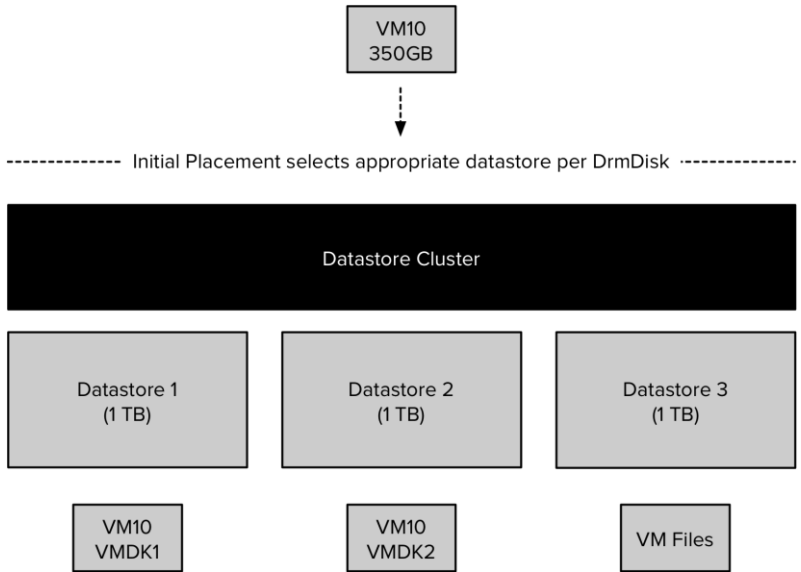 VM10
350GB
Initial Placement selects appropriate datastore per DrmDisk
Datastore Cluster
Datastore 1
(1 TB)
Datastore 2
(1 TB)
Datastore 3
(1 TB)
VM10
VMDK1
VM10
VMDK2
VM Files